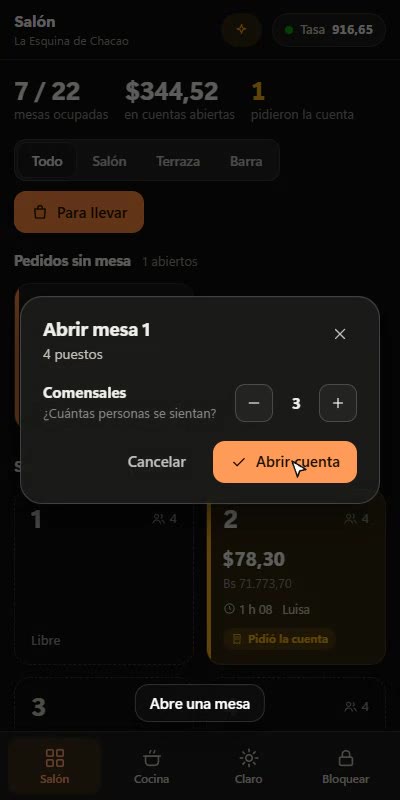 Salón
La Esquina de Chacao
Tasa 916,65
7 / 22
mesas ocupadas
$344,52
en cuentas abiertas
1
pidieron la cuenta
Todo
Salón
Terraza
Barra
Para llevar
Pedidos sin mesa 1 abiertos
Abrir mesa 1
4 puestos
Comensales
¿Cuántas personas se sientan?
3
Cancelar
Abrir cuenta
1
4
Libre
2
4
$78,30
Bs 71.773,70
1 h 08 Luisa
Pidió la cuenta
3
4
Abre una mesa
Salón
Cocina
Claro
Bloquear